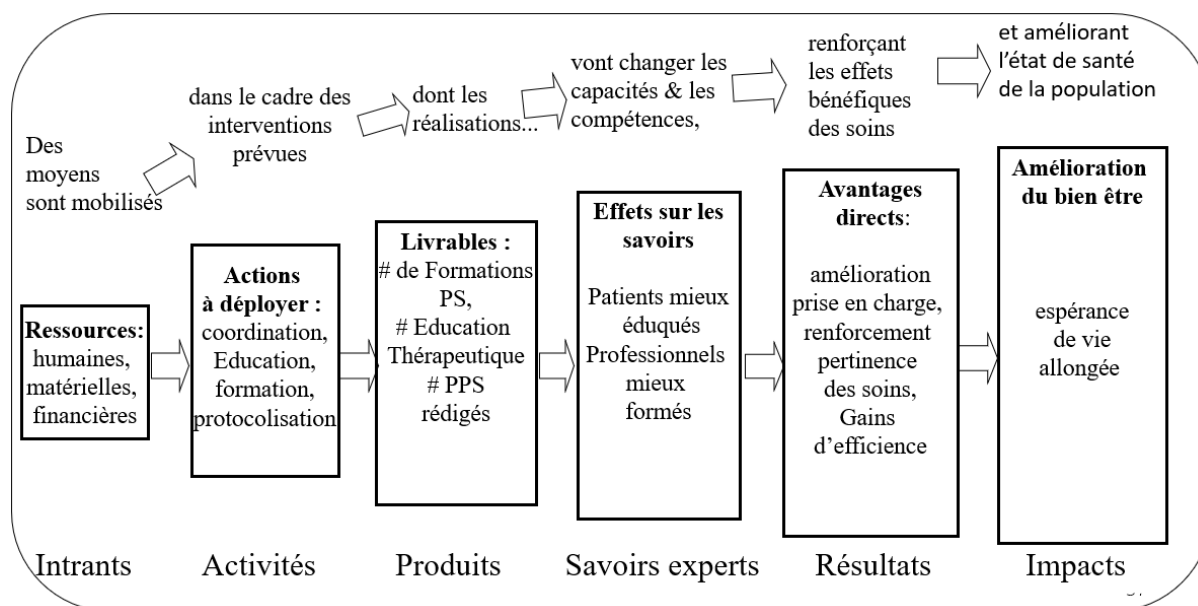 Des
moyens
sont mobilisés
dans le cadre des
interventions
prévues
dont les
réalisations...
vont changer les
capacités & les
compétences,
renforçant
les effets
bénéfiques
des soins
et améliorant
l'état de santé
de la population
Ressources:
humaines,
matérielles,
financières
Actions
à déployer :
coordination,
Education,
formation,
protocolisation
Livrables :
# de Formations
PS,
# Education
Thérapeutique
# PPS
rédigés
Effets sur les
savoirs
Patients mieux
éduqués
Professionnels
mieux
formés
Avantages
directs:
amélioration
prise en charge,
renforcement
pertinence
des soins,
Gains
d'efficience
Amélioration
du bien être
espérance
de vie
allongée
Intrants
Activités
Produits
Savoirs experts
Résultats
Impacts